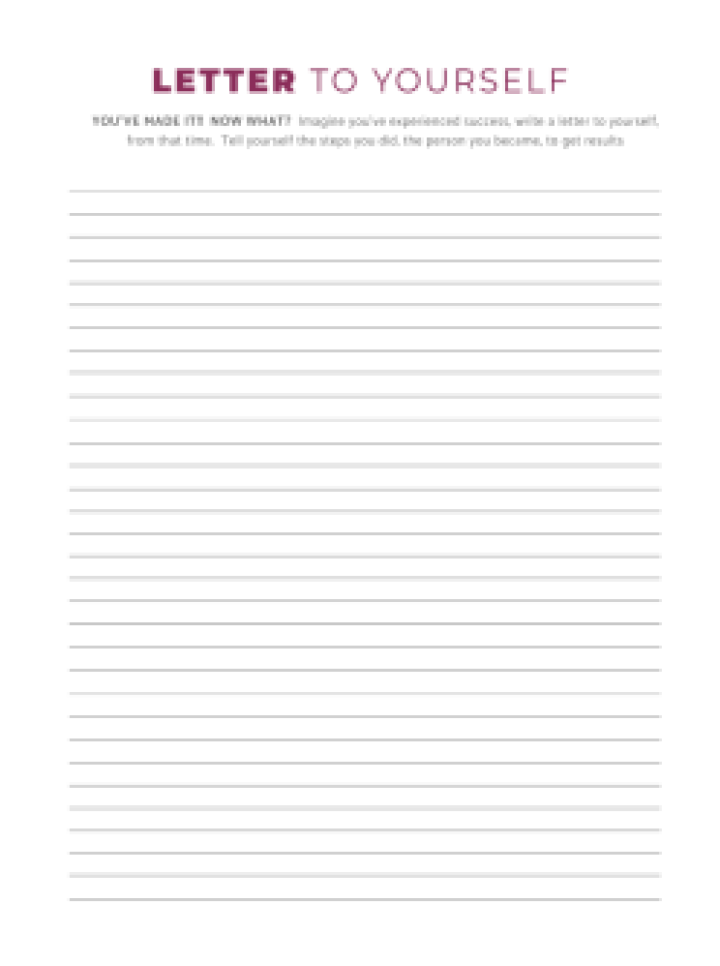 LETTER TO YOURSELF
YOU'VE MADE IT! NOW WHAT? Imagine you've experienced success, write a letter to yourself,
from that time. Tell yourself the steps you did, the person you became, to get results